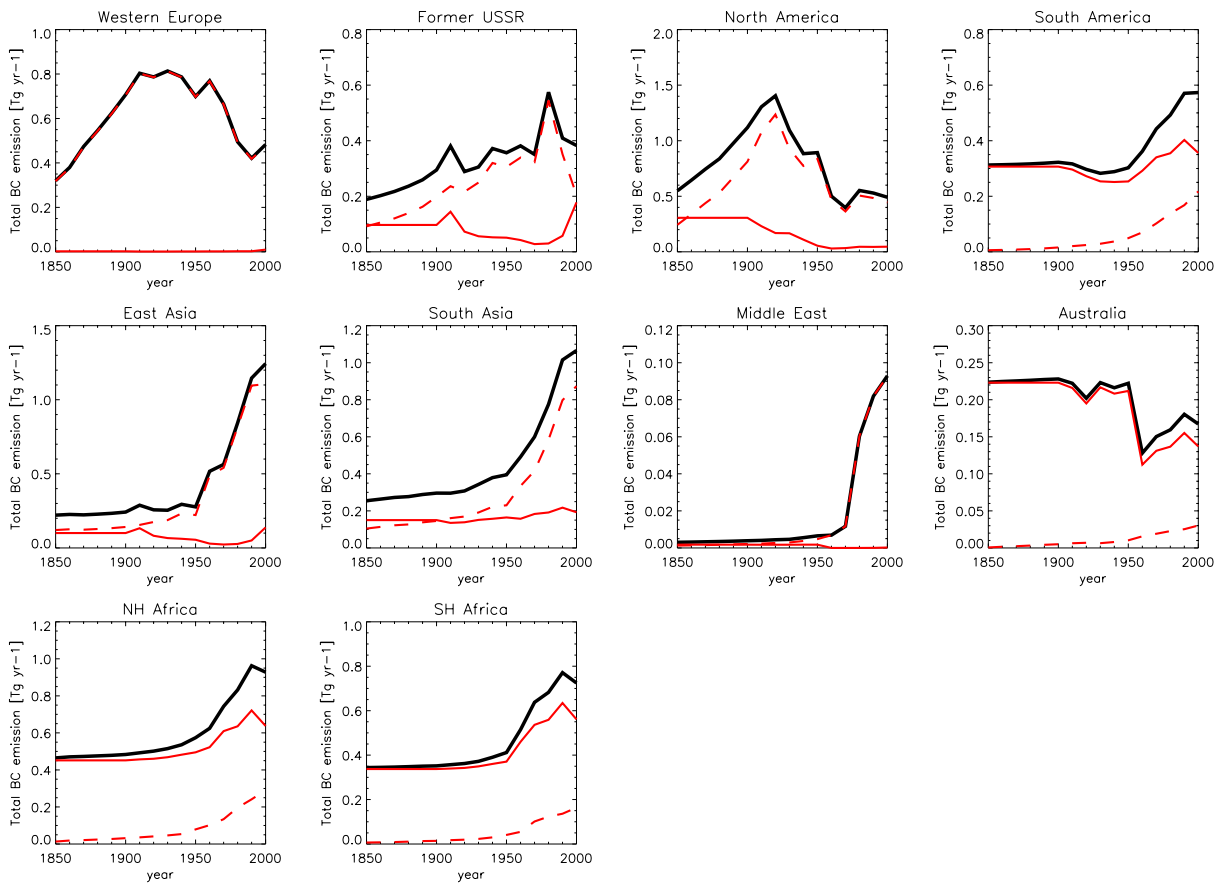 Western Europe
Total BC emission [Tg yr-1]
1.0
0.8
0.6
0.4
0.2
0.0
1850 1900 1950 2000
year
Former USSR
Total BC emission [Tg yr-1]
0.8
0.6
0.4
0.2
0.0
1850 1900 1950 2000
year
North America
Total BC emission [Tg yr-1]
2.0
1.5
1.0
0.5
0.0
1850 1900 1950 2000
year
South America
Total BC emission [Tg yr-1]
0.8
0.6
0.4
0.2
0.0
1850 1900 1950 2000
year
East Asia
Total BC emission [Tg yr-1]
1.5
1.0
0.5
0.0
1850 1900 1950 2000
year
South Asia
Total BC emission [Tg yr-1]
1.2
1.0
0.8
0.6
0.4
0.2
0.0
1850 1900 1950 2000
year
Middle East
Total BC emission [Tg yr-1]
0.12
0.10
0.08
0.06
0.04
0.02
0.00
1850 1900 1950 2000
year
Australia
Total BC emission [Tg yr-1]
0.30
0.25
0.20
0.15
0.10
0.05
0.00
1850 1900 1950 2000
year
NH Africa
Total BC emission [Tg yr-1]
1.2
1.0
0.8
0.6
0.4
0.2
0.0
1850 1900 1950 2000
year
SH Africa
Total BC emission [Tg yr-1]
1.0
0.8
0.6
0.4
0.2
0.0
1850 1900 1950 2000
year